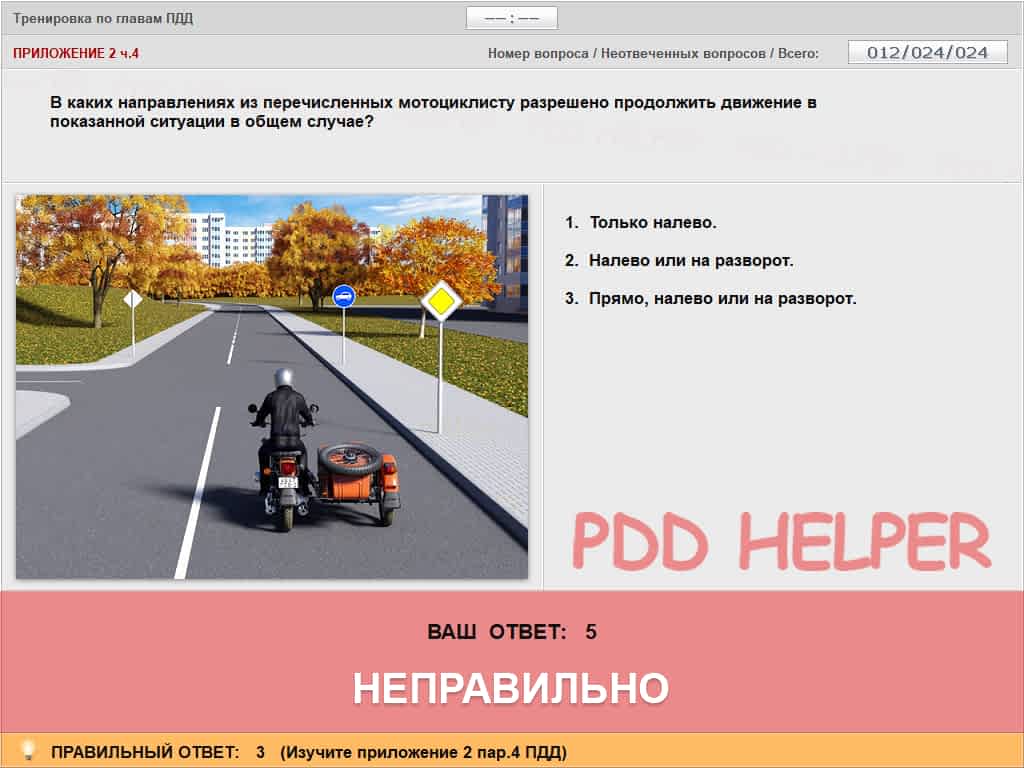 Тренировка по главам ПДД
—— : ——
ПРИЛОЖЕНИЕ 2 ч.4
Номер вопроса / Неотвеченных вопросов / Всего:
012/024/024
В каких направлениях из перечисленных мотоциклисту разрешено продолжить движение в
показанной ситуации в общем случае?
1. Только налево.
2. Налево или на разворот.
3. Прямо, налево или на разворот.
PDD HELPER
ВАШ ОТВЕТ: 5
НЕПРАВИЛЬНО
ПРАВИЛЬНЫЙ ОТВЕТ: 3 (Изучите приложение 2 пар.4 ПДД)